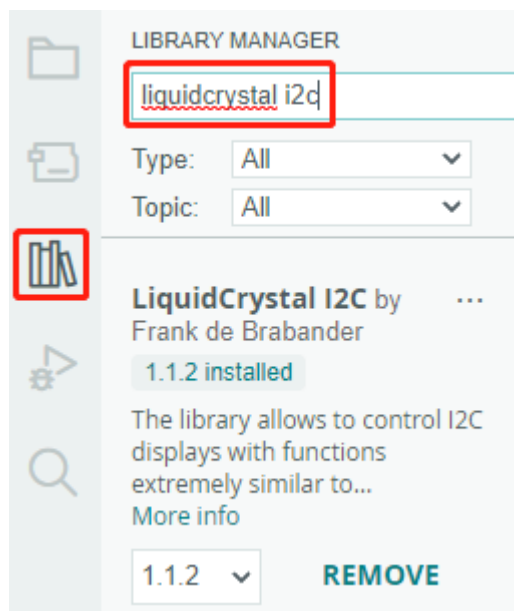 LIBRARY MANAGER
liquidcrystal i2c
Type: All
Topic: All
LiquidCrystal I2C by ...
Frank de Brabander
1.1.2 installed
The library allows to control I2C
displays with functions
extremely similar to...
More info
1.1.2 REMOVE